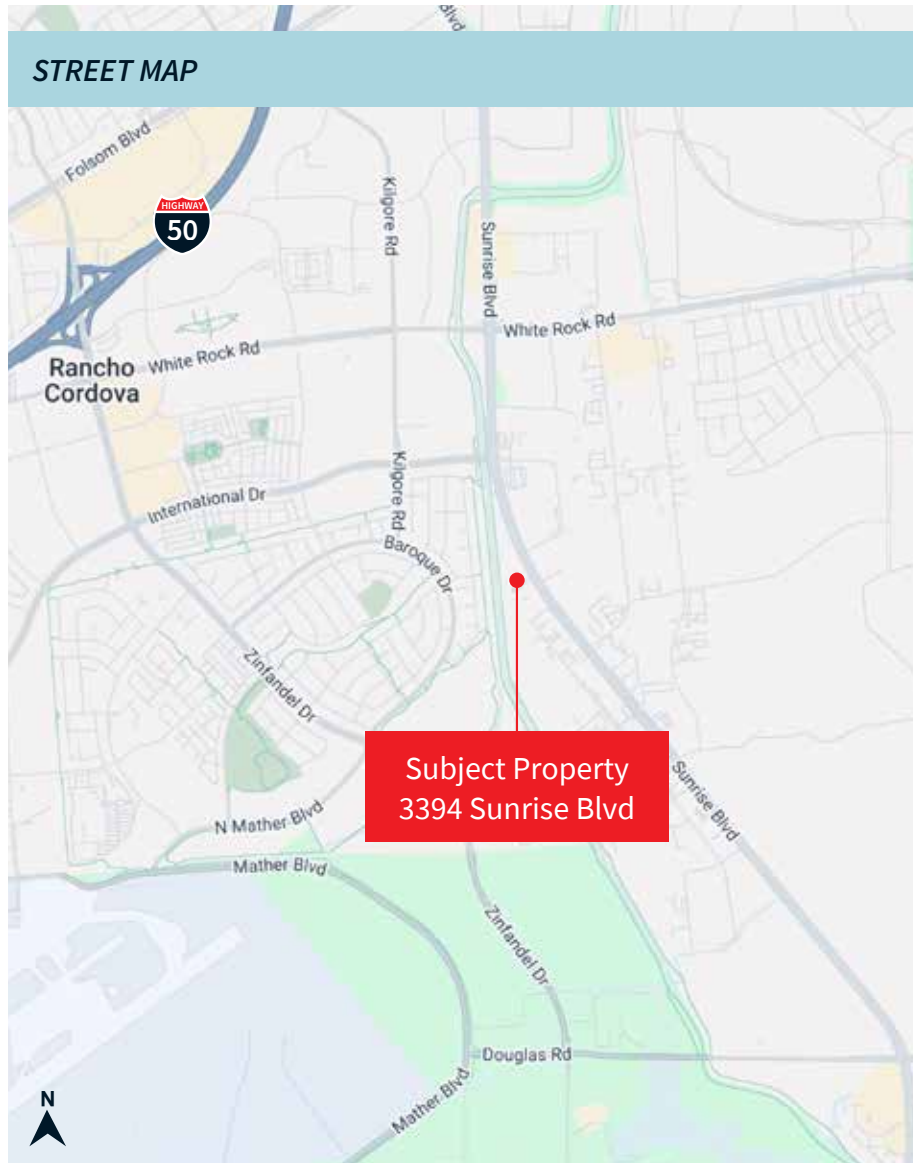 Blvd
STREET MAP
Folsom Blvd
HIGHWAY
50
Kilgore Rd
Sunrise Blvd
White Rock Rd
White Rock Rd
Rancho
Cordova
Kilgore Rd
International Dr
Baroque Dr
Zinfandel Dr
Subject Property
3394 Sunrise Blvd
Sunrise Blvd
N Mather Blvd
Mather Blvd
Zinfandel Dr
Douglas Rd
Mather Blvd
N